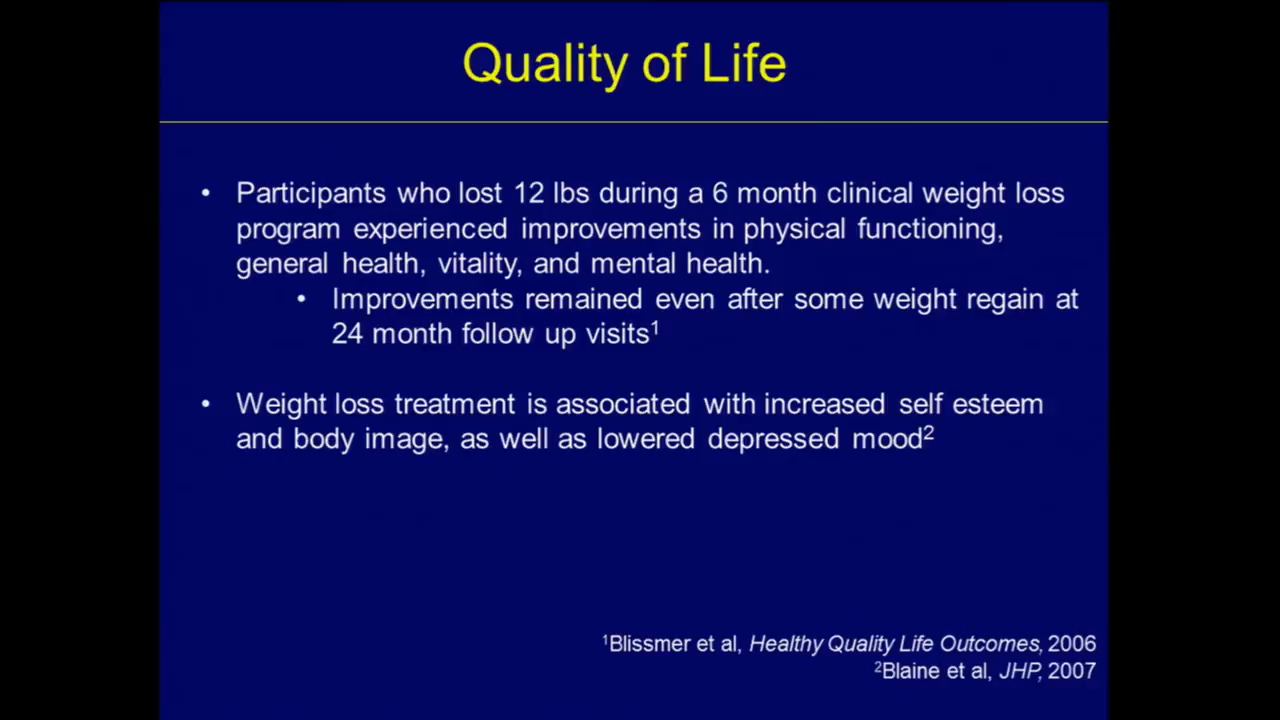 Quality of Life
• Participants who lost 12 lbs during a 6 month clinical weight loss
program experienced improvements in physical functioning,
general health, vitality, and mental health.
• Improvements remained even after some weight regain at
24 month follow up visits¹
• Weight loss treatment is associated with increased self esteem
and body image, as well as lowered depressed mood²
¹Blissmer et al, Healthy Quality Life Outcomes, 2006
²Blaine et al, JHP, 2007